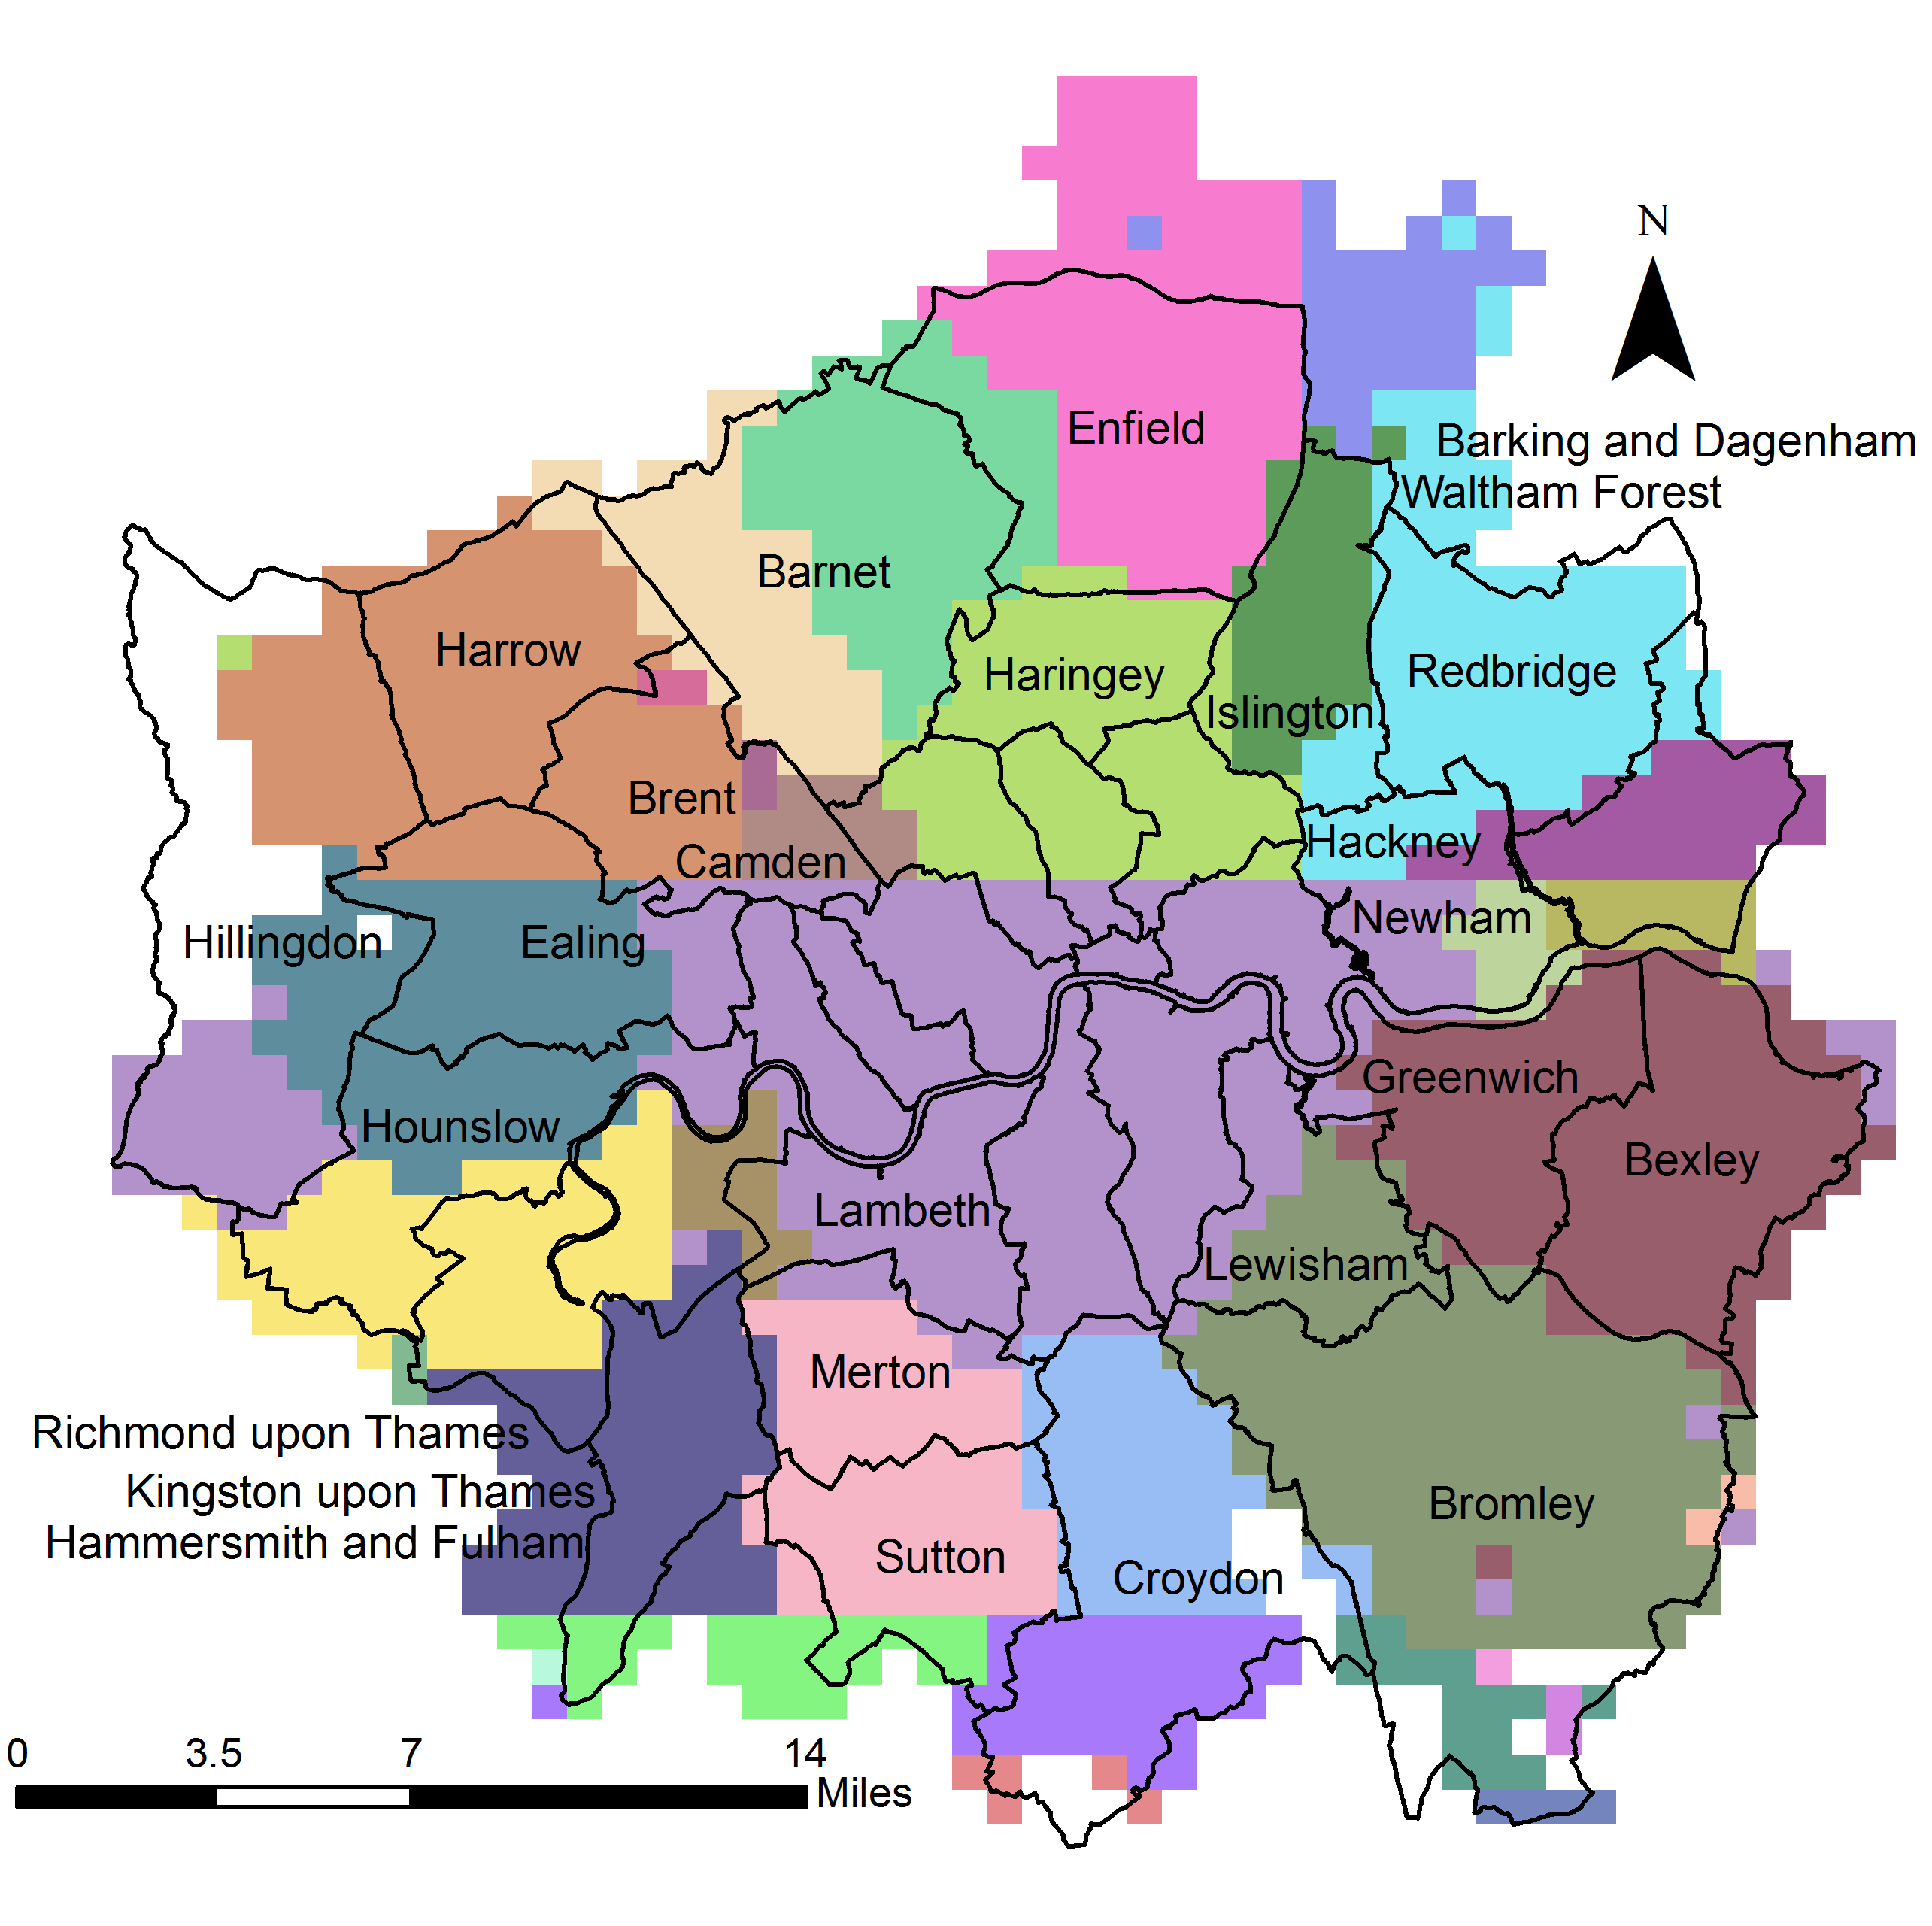 N
Enfield
Barking and Dagenham
Waltham Forest
Barnet
Harrow
Haringey
Redbridge
Islington
Brent
Hackney
Camden
Newham
Hillingdon
Ealing
Greenwich
Hounslow
Bexley
Lambeth
Lewisham
Merton
Richmond upon Thames
Kingston upon Thames
Bromley
Hammersmith and Fulham
Sutton
Croydon
0 3.5 7 14
Miles